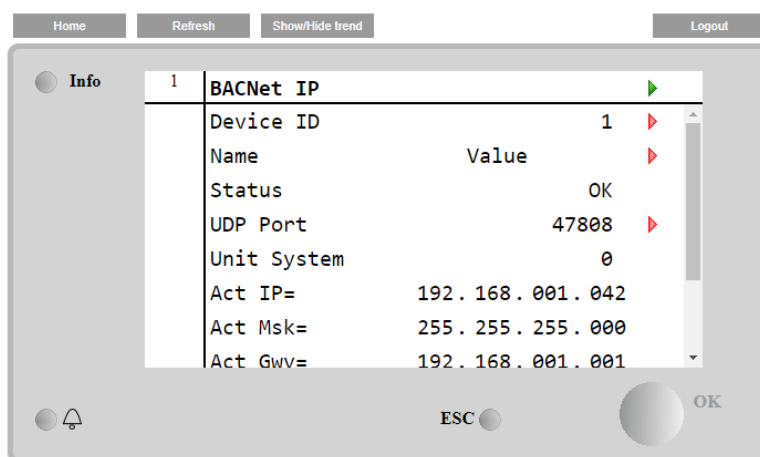 Home Refresh Show/Hide trend Logout
Info
1 BACNet IP
Device ID 1
Name Value
Status OK
UDP Port 47808
Unit System 0
Act IP= 192.168.001.042
Act Msk= 255.255.255.000
Act Gwy= 192.168.001.001
ESC OK